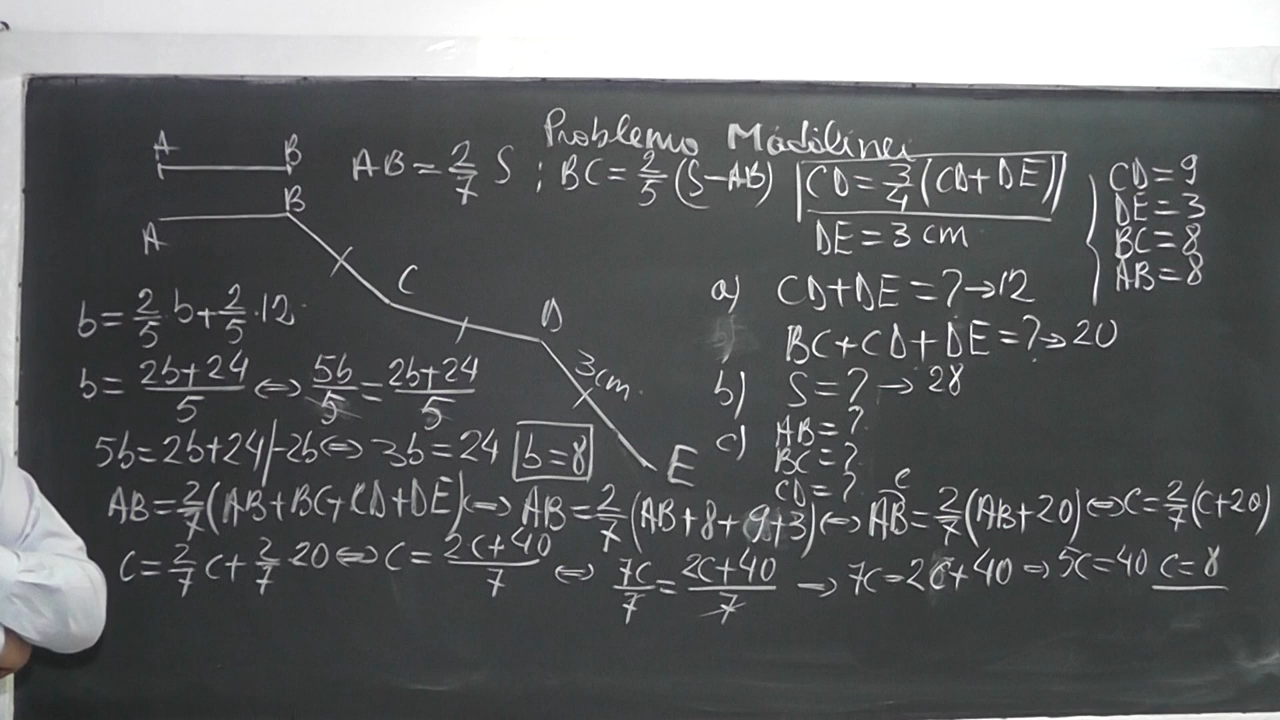 Problema Mădălinei
A B
AB = 2/7 S ; BC = 2/5 (S-AB)
CD = 3/4 (CD+DE)
DE = 3 cm
CD = 9
DE = 3
BC = 8
AB = 8
A B C D 3cm. E
a) CD+DE = ? → 12
BC+CD+DE = ? → 20
b) S = ? → 28
c) AB = ?
BC = ?
CD = ?
b = 2/5 · b + 2/5 · 12
b = (2b+24)/5 ⇔ 5b/5 = (2b+24)/5
5b = 2b+24 | -2b ⇔ 3b = 24 b = 8
AB = 2/7 (AB+BC+CD+DE) ⇔ AB = 2/7 (AB+8+9+3) ⇔ AB = 2/7 (AB+20) ⇔ c = 2/7 (c+20)
c
c = 2/7 c + 2/7 20 ⇔ c = (2c+40)/7 ⇔ 7c/7 = (2c+40)/7 → 7c = 2c+40 ⇒ 5c = 40 c = 8